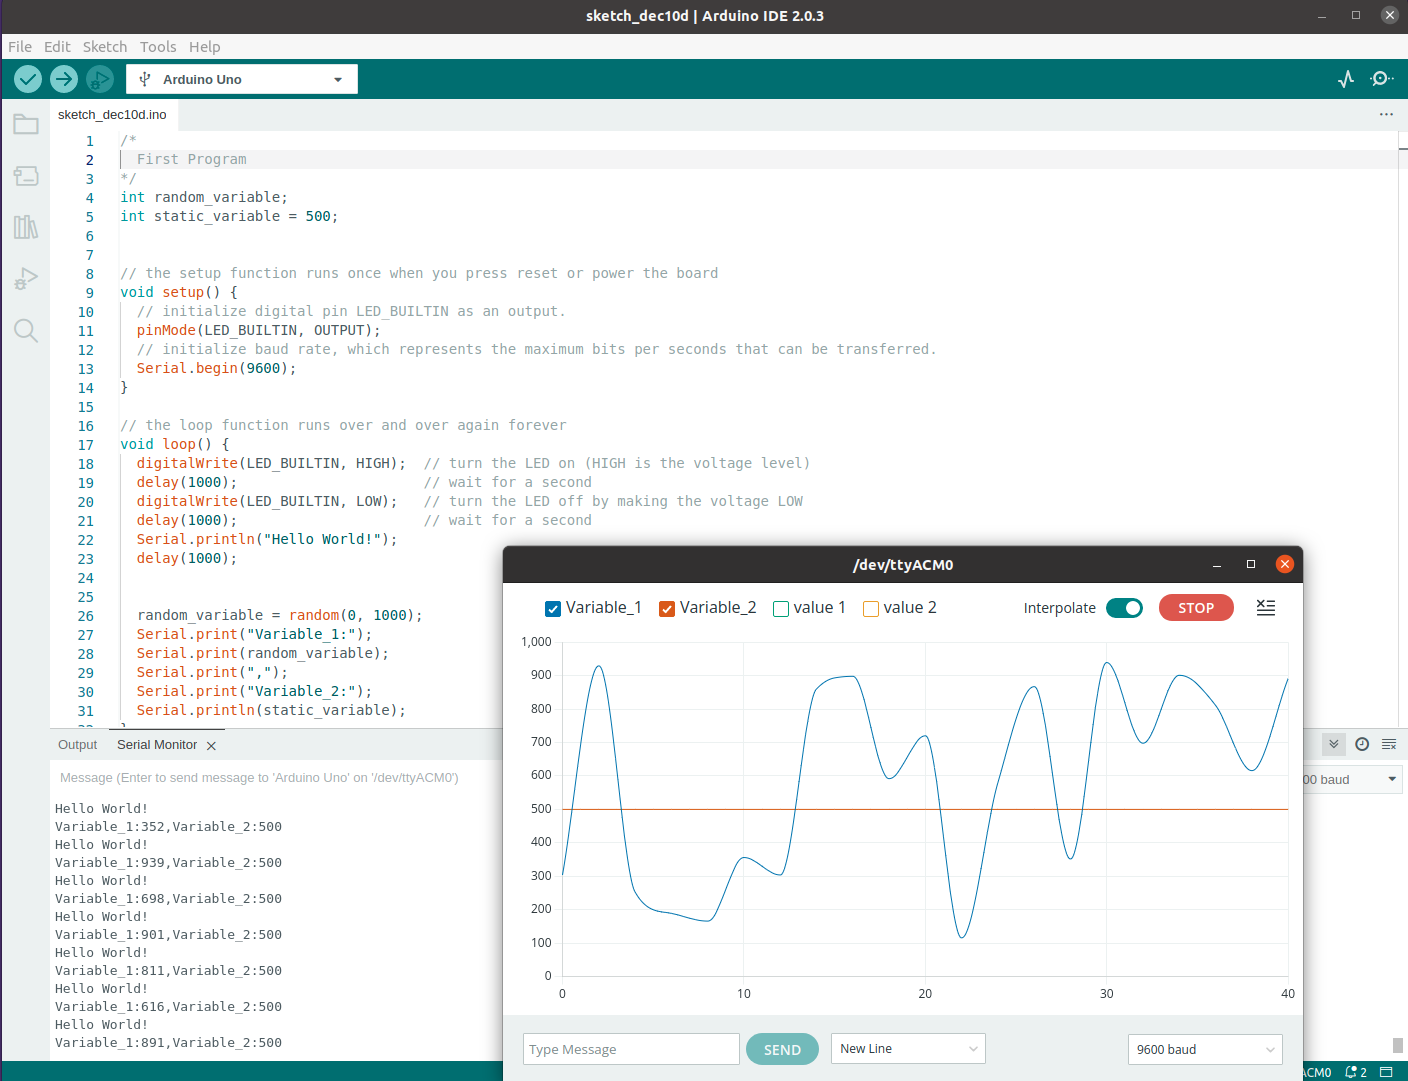 sketch_dec10d | Arduino IDE 2.0.3
File Edit Sketch Tools Help
Arduino Uno
sketch_dec10d.ino
1 /*
2 First Program
3 */
4 int random_variable;
5 int static_variable = 500;
6
7
8 // the setup function runs once when you press reset or power the board
9 void setup() {
10 // initialize digital pin LED_BUILTIN as an output.
11 pinMode(LED_BUILTIN, OUTPUT);
12 // initialize baud rate, which represents the maximum bits per seconds that can be transferred.
13 Serial.begin(9600);
14 }
15
16 // the loop function runs over and over again forever
17 void loop() {
18 digitalWrite(LED_BUILTIN, HIGH); // turn the LED on (HIGH is the voltage level)
19 delay(1000); // wait for a second
20 digitalWrite(LED_BUILTIN, LOW); // turn the LED off by making the voltage LOW
21 delay(1000); // wait for a second
22 Serial.println("Hello World!");
23 delay(1000);
24
25
26 random_variable = random(0, 1000);
27 Serial.print("Variable_1:");
28 Serial.print(random_variable);
29 Serial.print(",");
30 Serial.print("Variable_2:");
31 Serial.println(static_variable);
Output Serial Monitor
Message (Enter to send message to 'Arduino Uno' on '/dev/ttyACM0')
00 baud
Hello World!
Variable_1:352,Variable_2:500
Hello World!
Variable_1:939,Variable_2:500
Hello World!
Variable_1:698,Variable_2:500
Hello World!
Variable_1:901,Variable_2:500
Hello World!
Variable_1:811,Variable_2:500
Hello World!
Variable_1:616,Variable_2:500
Hello World!
Variable_1:891,Variable_2:500
/dev/ttyACM0
Variable_1 Variable_2 value 1 value 2 Interpolate STOP
1,000
900
800
700
600
500
400
300
200
100
0
0 10 20 30 40
Type Message SEND New Line 9600 baud
ACM0 2